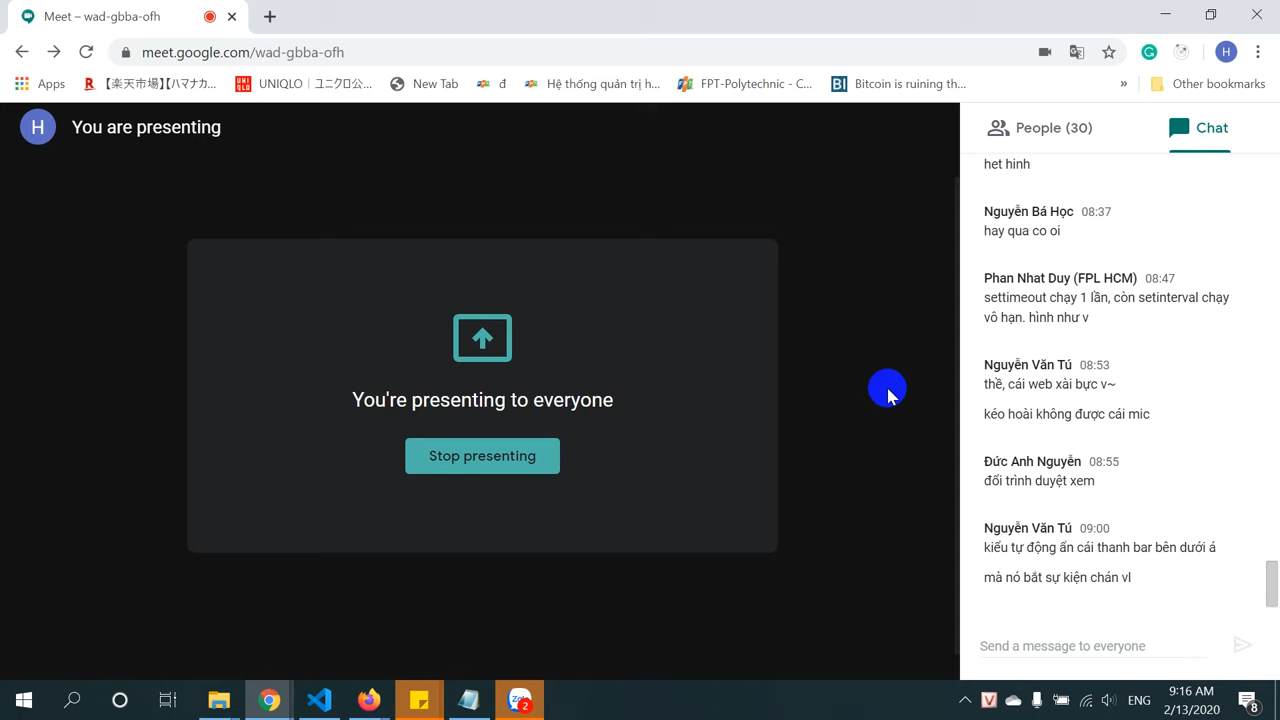 Meet – wad-gbba-ofh
meet.google.com/wad-gbba-ofh
H
Apps
【楽天市場】【ハマナカ...
UNIQLO｜ユニクロ公...
New Tab
đ
Hệ thống quản trị h...
FPT-Polytechnic - C...
BI
Bitcoin is ruining th...
»
Other bookmarks
H
You are presenting
People (30)
Chat
het hinh
Nguyễn Bá Học 08:37
hay qua co oi
Phan Nhat Duy (FPL HCM) 08:47
settimeout chạy 1 lần, còn setinterval chạy
vô hạn. hình như v
Nguyễn Văn Tú 08:53
thề, cái web xài bực v~
kéo hoài không được cái mic
Đức Anh Nguyễn 08:55
đổi trình duyệt xem
Nguyễn Văn Tú 09:00
kiểu tự động ẩn cái thanh bar bên dưới á
mà nó bắt sự kiện chán vl
You're presenting to everyone
Stop presenting
Send a message to everyone
Zalo
2
V
ENG
9:16 AM
2/13/2020
8